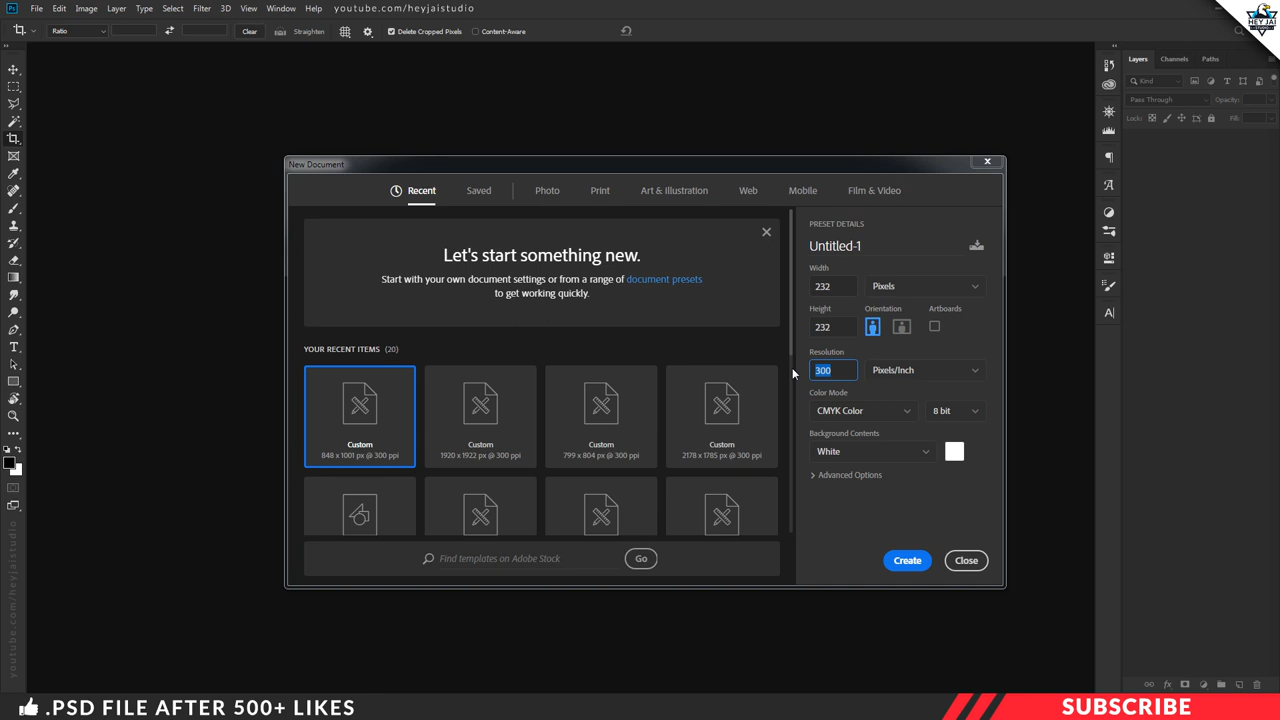 Ps File Edit Image Layer Type Select Filter 3D View Window Help youtube.com/heyjaistudio
HEY JAI
STUDIO
Ratio Clear Straighten Delete Cropped Pixels Content-Aware
Layers Channels Paths
Kind
Pass Through Opacity:
Lock: Fill:
New Document
Recent Saved Photo Print Art & Illustration Web Mobile Film & Video
Let's start something new.
Start with your own document settings or from a range of document presets
to get working quickly.
YOUR RECENT ITEMS (20)
Custom
848 x 1001 px @ 300 ppi
Custom
1920 x 1922 px @ 300 ppi
Custom
799 x 804 px @ 300 ppi
Custom
2178 x 1785 px @ 300 ppi
Find templates on Adobe Stock Go
PRESET DETAILS
Untitled-1
Width
232 Pixels
Height Orientation Artboards
232
Resolution
300 Pixels/Inch
Color Mode
CMYK Color 8 bit
Background Contents
White
Advanced Options
Create Close
youtube.com/heyjaistudio
.PSD FILE AFTER 500+ LIKES
SUBSCRIBE